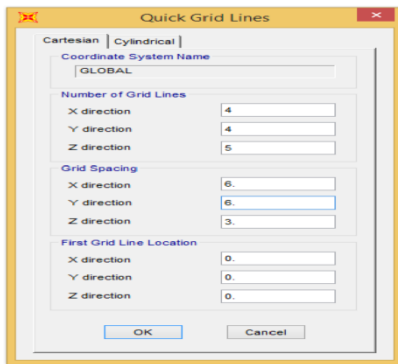 Quick Grid Lines
Cartesian Cylindrical
Coordinate System Name
GLOBAL
Number of Grid Lines
X direction 4
Y direction 4
Z direction 5
Grid Spacing
X direction 6.
Y direction 6.
Z direction 3.
First Grid Line Location
X direction 0.
Y direction 0.
Z direction 0.
OK Cancel